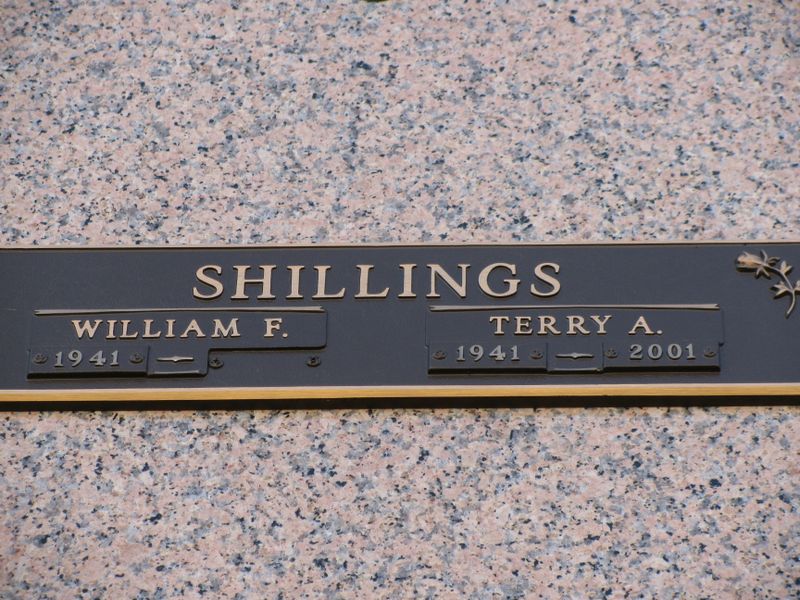 SHILLINGS
WILLIAM F.
1941 –
TERRY A.
1941 – 2001